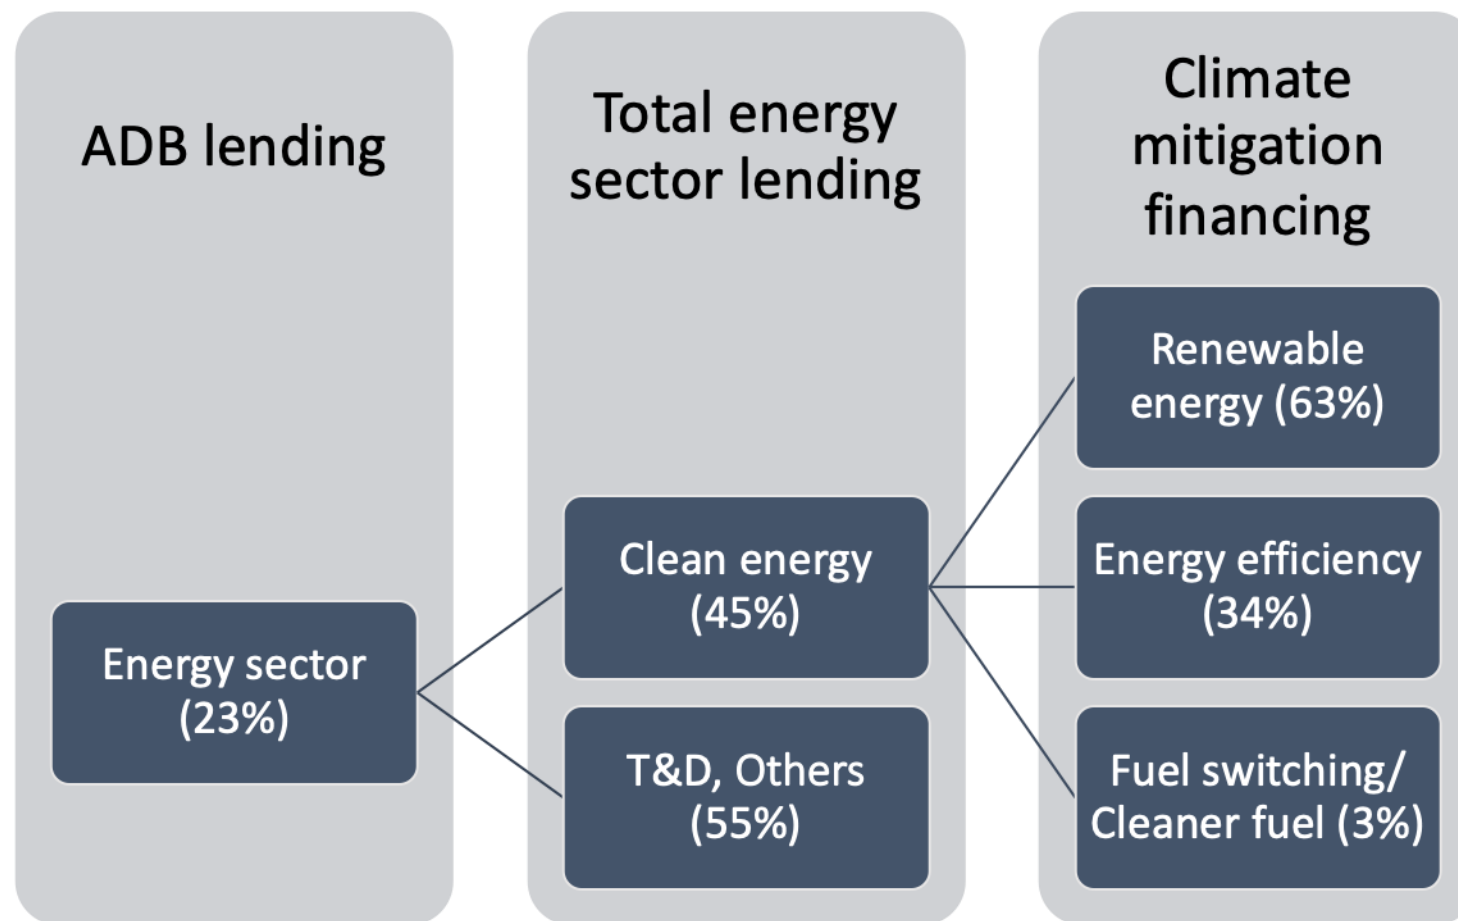 ADB lending
Energy sector
(23%)
Total energy
sector lending
Clean energy
(45%)
T&D, Others
(55%)
Climate
mitigation
financing
Renewable
energy (63%)
Energy efficiency
(34%)
Fuel switching/
Cleaner fuel (3%)